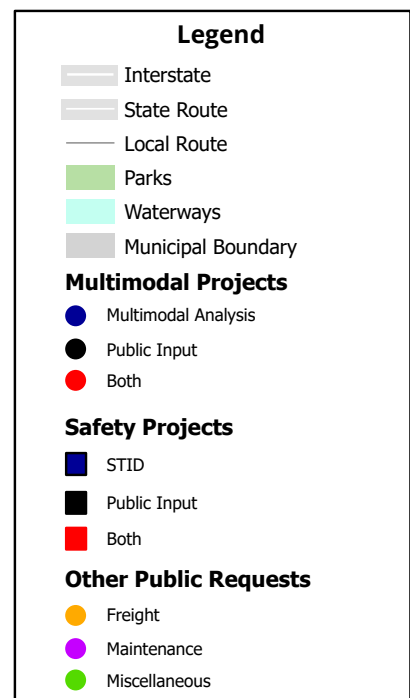 Legend
Interstate
State Route
Local Route
Parks
Waterways
Municipal Boundary
Multimodal Projects
Multimodal Analysis
Public Input
Both
Safety Projects
STID
Public Input
Both
Other Public Requests
Freight
Maintenance
Miscellaneous